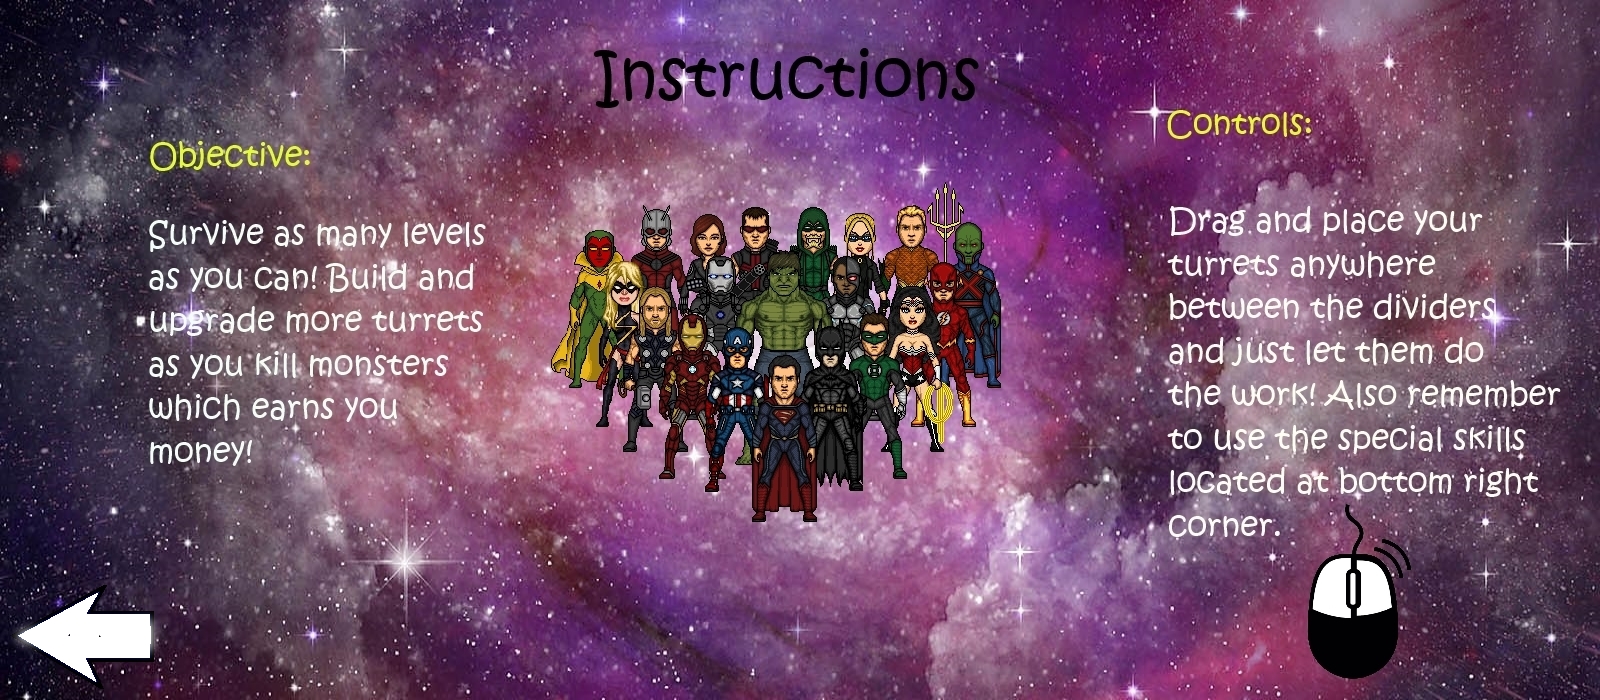 Instructions
Objective:
Survive as many levels
as you can! Build and
upgrade more turrets
as you kill monsters
which earns you
money!
Controls:
Drag and place your
turrets anywhere
between the dividers
and just let them do
the work! Also remember
to use the special skills
located at bottom right
corner.